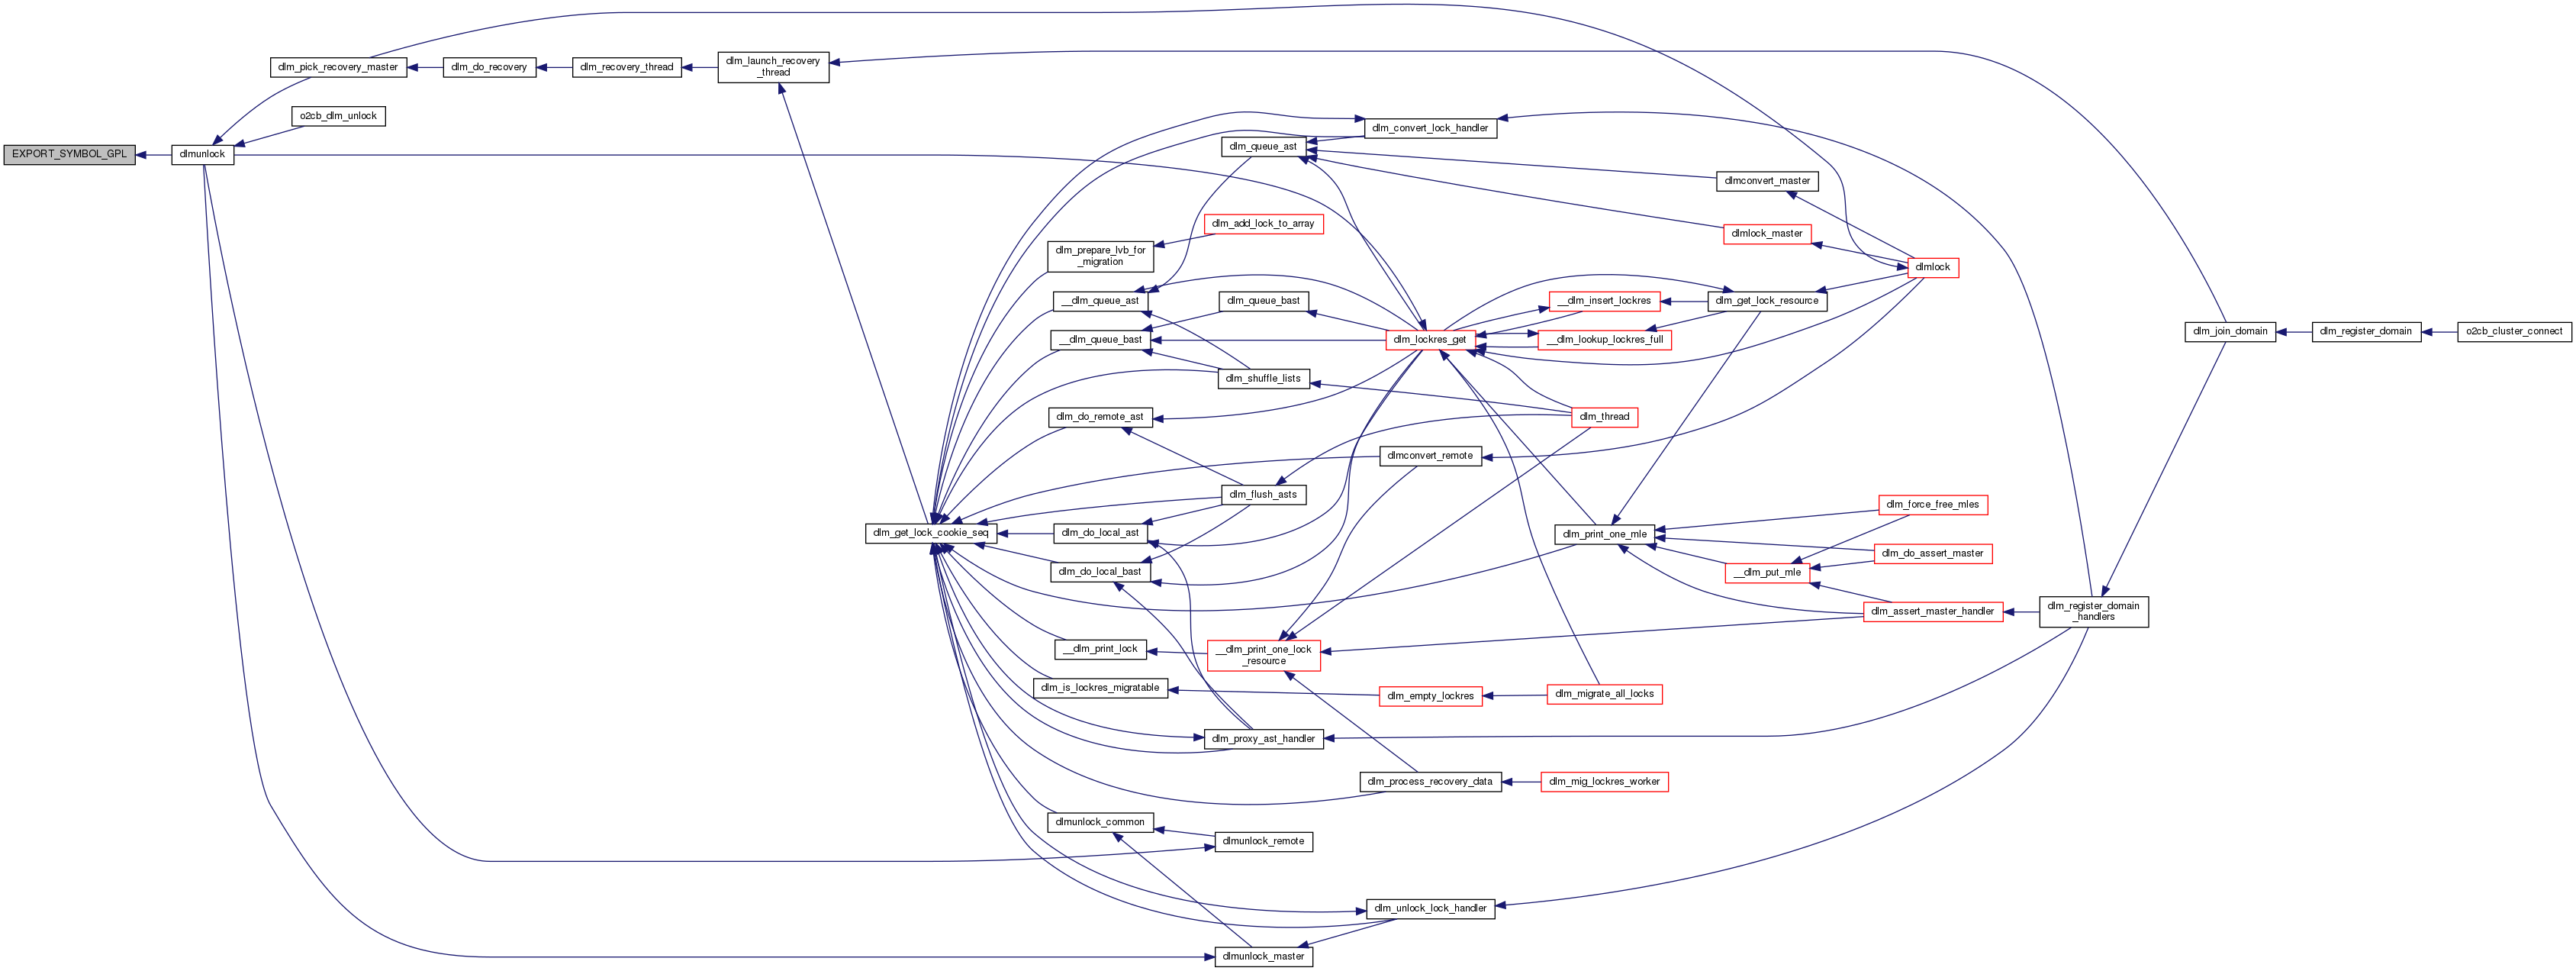 EXPORT_SYMBOL_GPL
dlmunlock
dlm_pick_recovery_master
o2cb_dlm_unlock
dlm_do_recovery
dlm_recovery_thread
dlm_launch_recovery
_thread
dlm_get_lock_cookie_seq
dlm_prepare_lvb_for
_migration
__dlm_queue_ast
__dlm_queue_bast
dlm_do_remote_ast
dlm_do_local_ast
dlm_do_local_bast
__dlm_print_lock
dlm_is_lockres_migratable
dlmunlock_common
dlm_queue_ast
dlm_add_lock_to_array
dlm_queue_bast
dlm_shuffle_lists
dlm_flush_asts
__dlm_print_one_lock
_resource
dlm_proxy_ast_handler
dlmunlock_remote
dlmunlock_master
dlm_convert_lock_handler
dlm_lockres_get
dlmconvert_remote
dlm_empty_lockres
dlm_process_recovery_data
dlm_unlock_lock_handler
__dlm_insert_lockres
__dlm_lookup_lockres_full
dlm_thread
dlm_print_one_mle
dlm_migrate_all_locks
dlm_mig_lockres_worker
dlmconvert_master
dlmlock_master
dlm_get_lock_resource
__dlm_put_mle
dlmlock
dlm_force_free_mles
dlm_do_assert_master
dlm_assert_master_handler
dlm_register_domain
_handlers
dlm_join_domain
dlm_register_domain
o2cb_cluster_connect